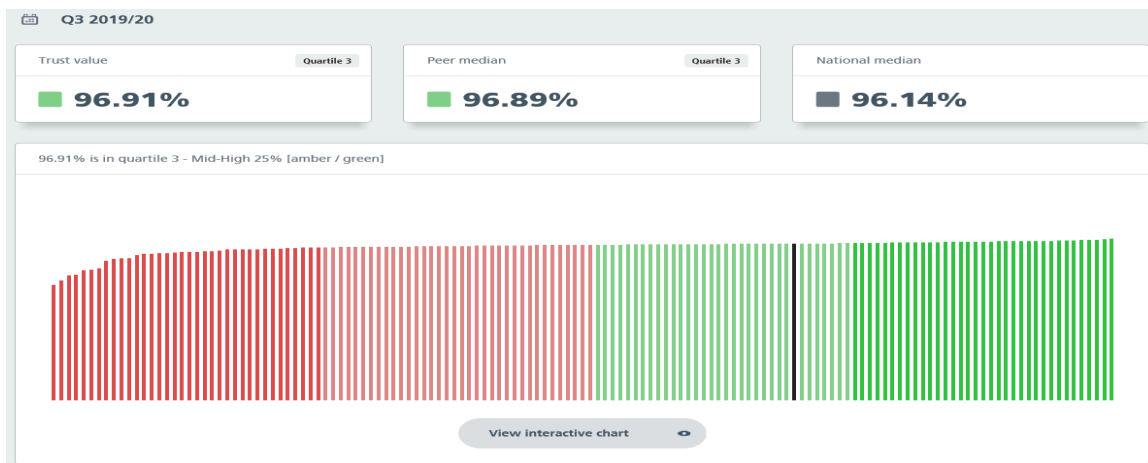 Q3 2019/20
Trust value Quartile 3
96.91%
Peer median Quartile 3
96.89%
National median
96.14%
96.91% is in quartile 3 - Mid-High 25% [amber / green]
View interactive chart